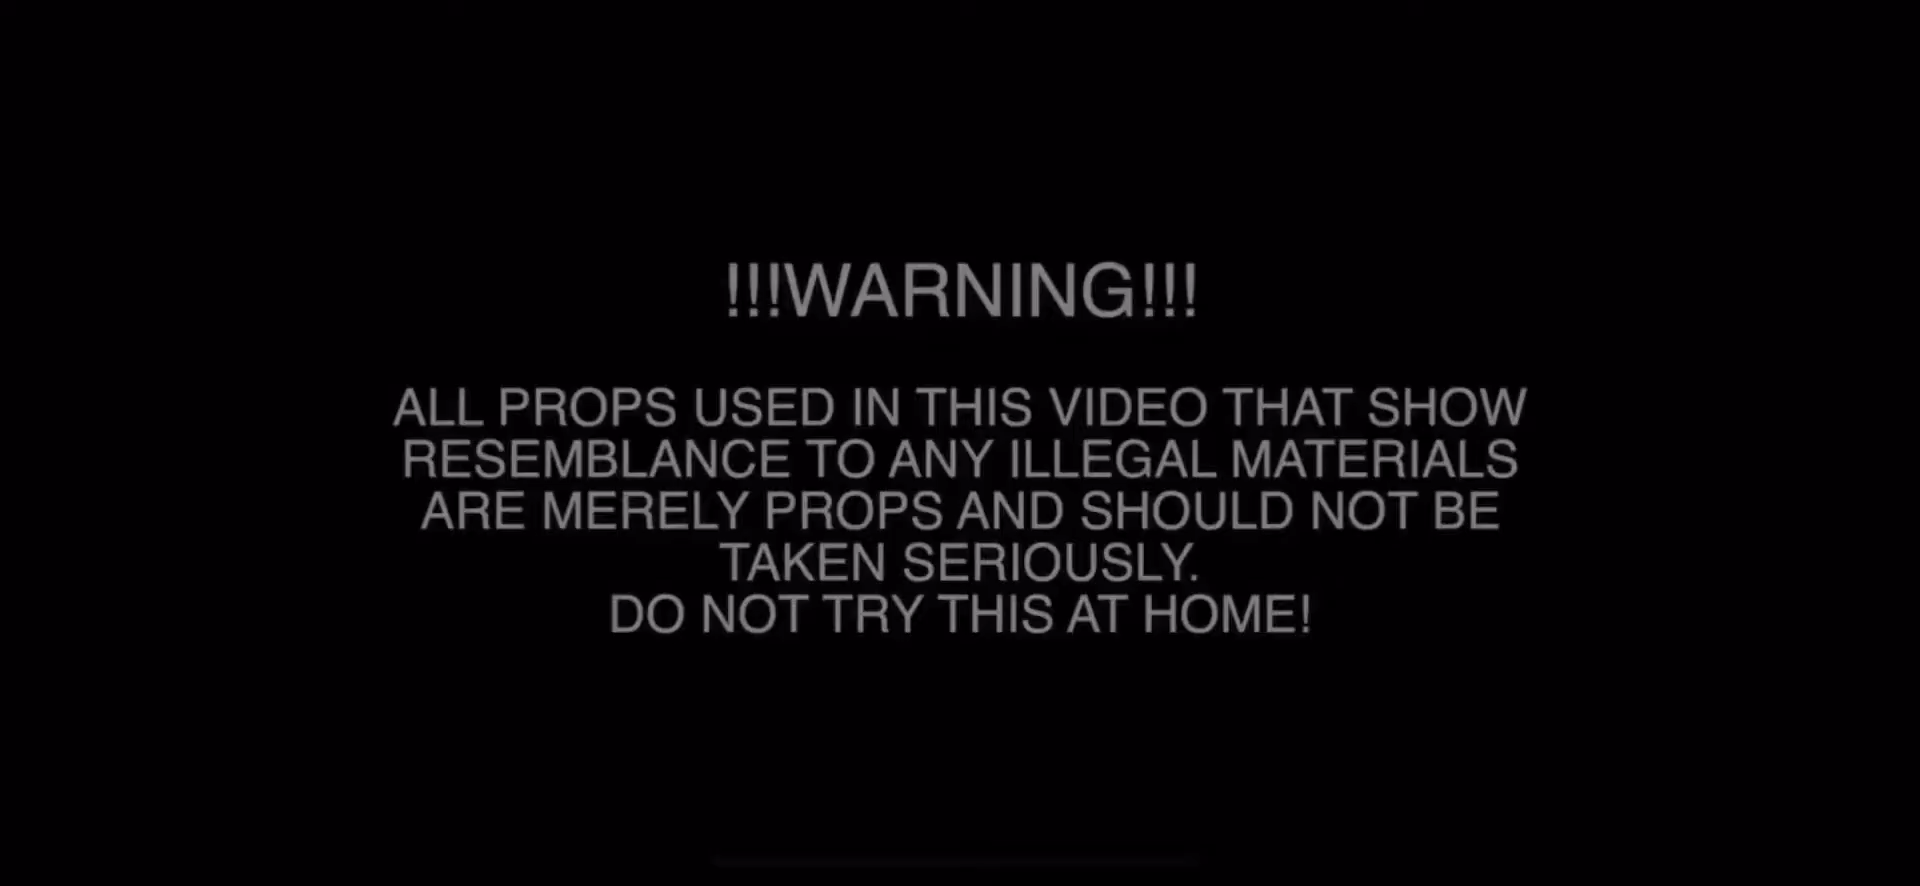 !!!WARNING!!!
ALL PROPS USED IN THIS VIDEO THAT SHOW
RESEMBLANCE TO ANY ILLEGAL MATERIALS
ARE MERELY PROPS AND SHOULD NOT BE
TAKEN SERIOUSLY.
DO NOT TRY THIS AT HOME!